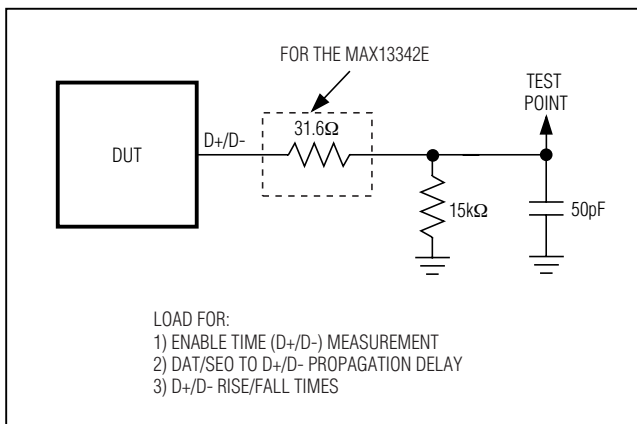 FOR THE MAX13342E
TEST
POINT
D+/D-
31.6Ω
DUT
15kΩ
50pF
LOAD FOR:
1) ENABLE TIME (D+/D-) MEASUREMENT
2) DAT/SEO TO D+/D- PROPAGATION DELAY
3) D+/D- RISE/FALL TIMES